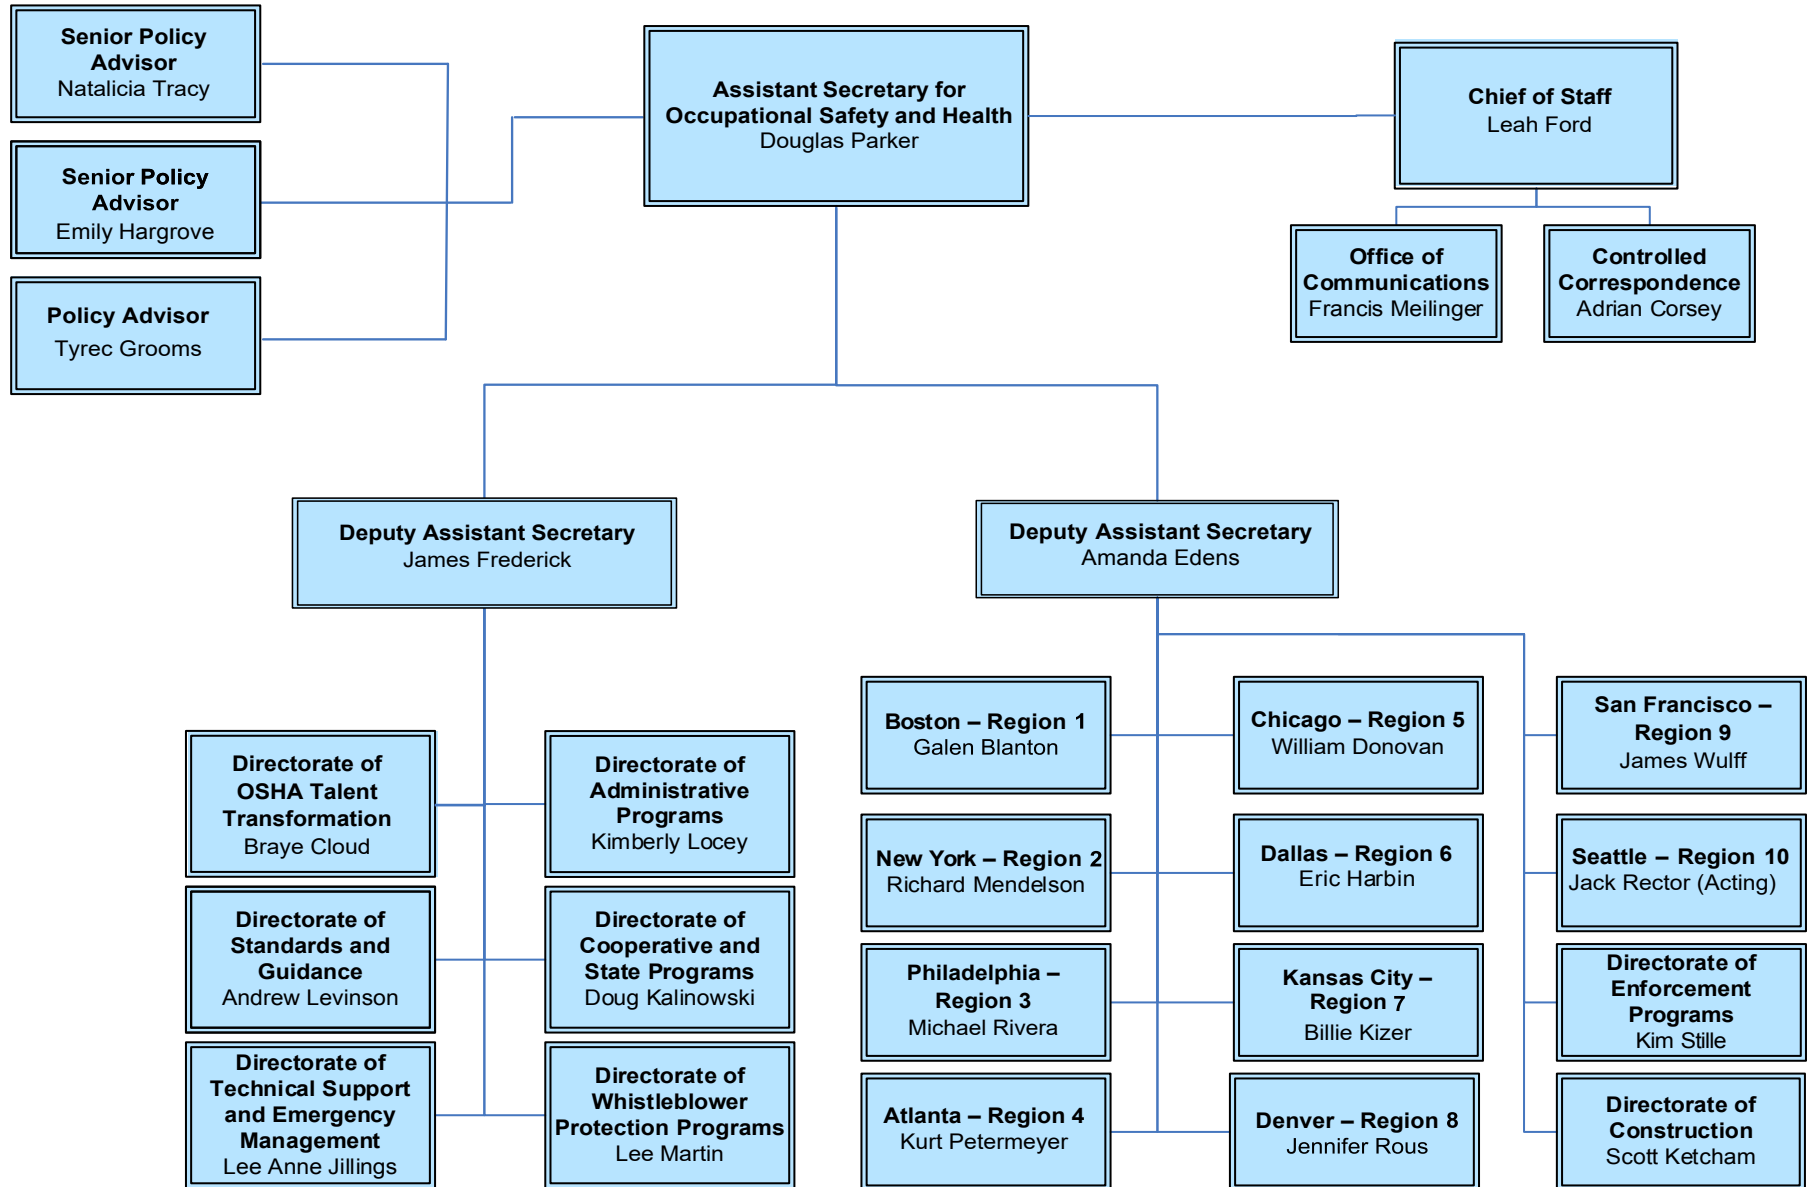 Senior Policy
Advisor
Natalicia Tracy
Assistant Secretary for
Occupational Safety and Health
Douglas Parker
Chief of Staff
Leah Ford
Senior Policy
Advisor
Emily Hargrove
Office of
Communications
Francis Meilinger
Controlled
Correspondence
Adrian Corsey
Policy Advisor
Tyrec Grooms
Deputy Assistant Secretary
James Frederick
Deputy Assistant Secretary
Amanda Edens
Directorate of
OSHA Talent
Transformation
Braye Cloud
Directorate of
Administrative
Programs
Kimberly Locey
Directorate of
Standards and
Guidance
Andrew Levinson
Directorate of
Cooperative and
State Programs
Doug Kalinowski
Directorate of
Technical Support
and Emergency
Management
Lee Anne Jillings
Directorate of
Whistleblower
Protection Programs
Lee Martin
Boston – Region 1
Galen Blanton
Chicago – Region 5
William Donovan
San Francisco –
Region 9
James Wulff
New York – Region 2
Richard Mendelson
Dallas – Region 6
Eric Harbin
Seattle – Region 10
Jack Rector (Acting)
Philadelphia –
Region 3
Michael Rivera
Kansas City –
Region 7
Billie Kizer
Directorate of
Enforcement
Programs
Kim Stille
Atlanta – Region 4
Kurt Petermeyer
Denver – Region 8
Jennifer Rous
Directorate of
Construction
Scott Ketcham